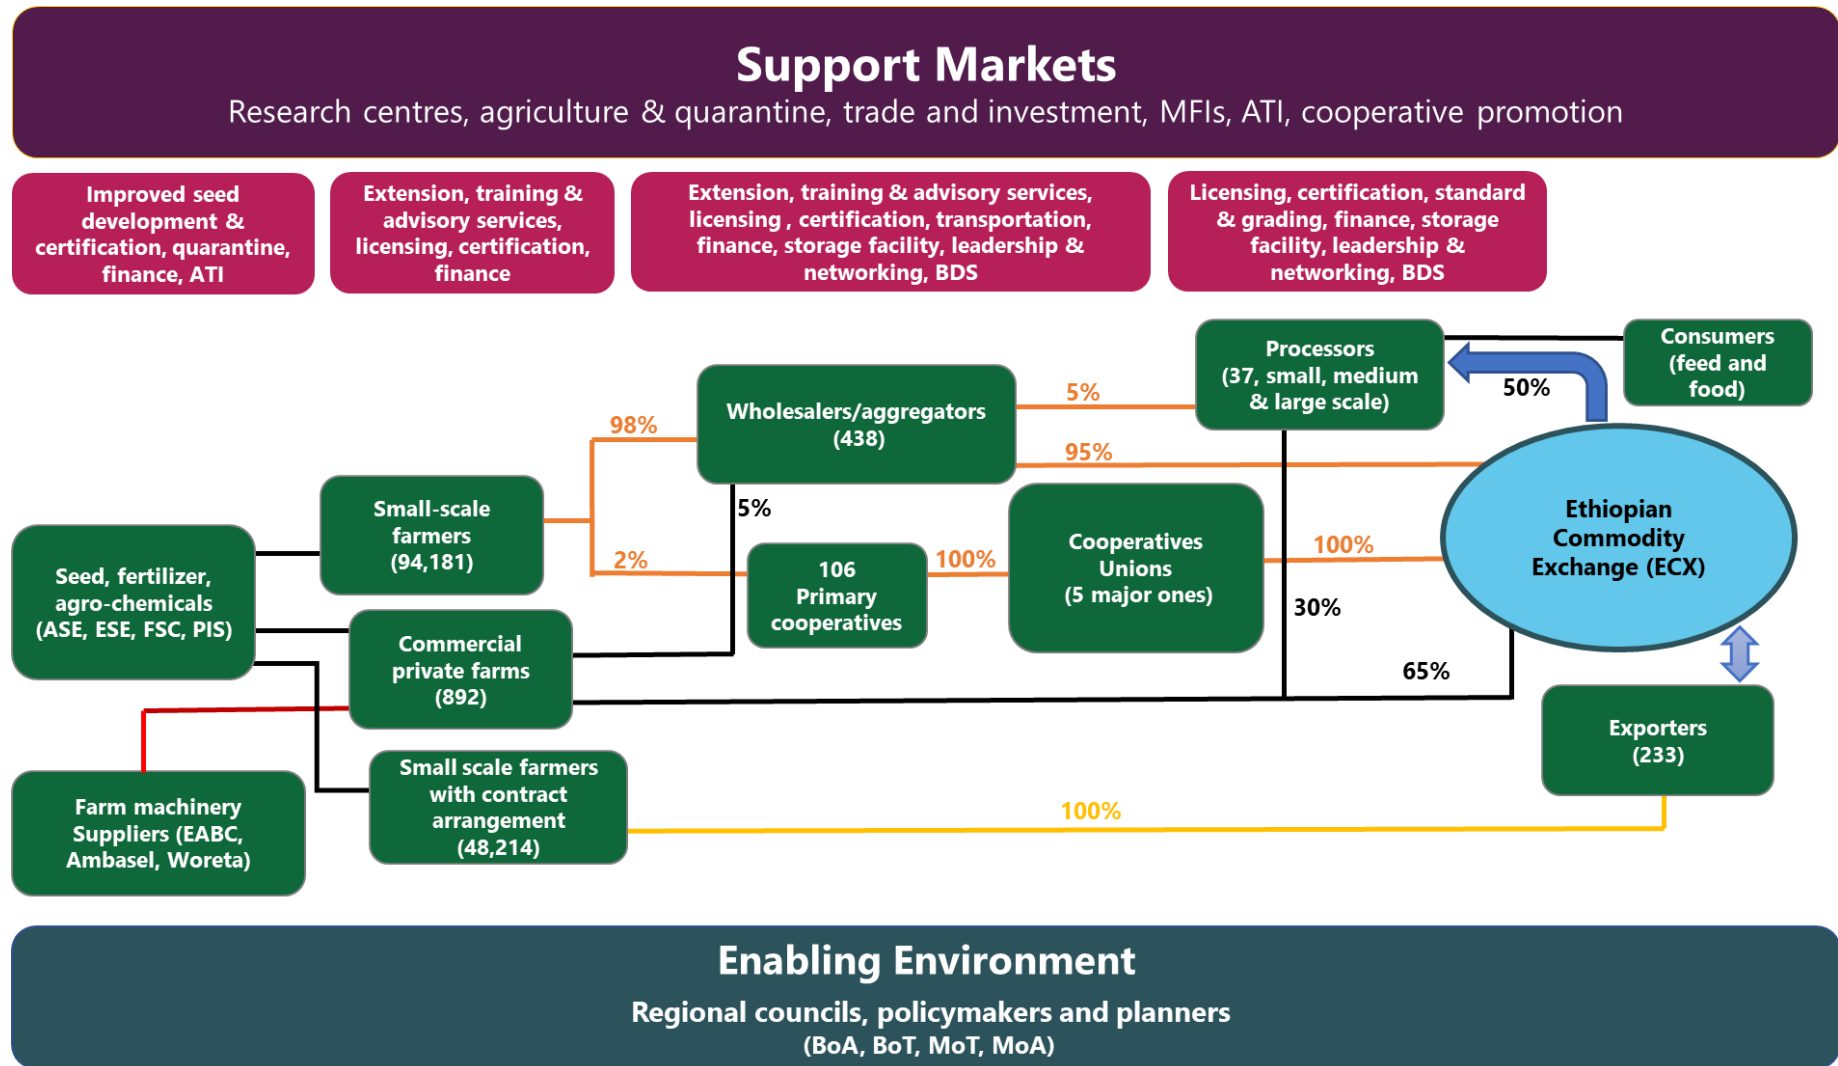 Support Markets
Research centres, agriculture & quarantine, trade and investment, MFIs, ATI, cooperative promotion
Improved seed
development &
certification, quarantine,
finance, ATI
Extension, training &
advisory services,
licensing, certification,
finance
Extension, training & advisory services,
licensing , certification, transportation,
finance, storage facility, leadership &
networking, BDS
Licensing, certification, standard
& grading, finance, storage
facility, leadership &
networking, BDS
Seed, fertilizer,
agro-chemicals
(ASE, ESE, FSC, PIS)
Farm machinery
Suppliers (EABC,
Ambasel, Woreta)
Small-scale
farmers
(94,181)
Commercial
private farms
(892)
Small scale farmers
with contract
arrangement
(48,214)
98%
2%
Wholesalers/aggregators
(438)
5%
106
Primary
cooperatives
100%
Cooperatives
Unions
(5 major ones)
5%
95%
100%
Processors
(37, small, medium
& large scale)
30%
65%
50%
Consumers
(feed and
food)
Ethiopian
Commodity
Exchange (ECX)
Exporters
(233)
100%
Enabling Environment
Regional councils, policymakers and planners
(BoA, BoT, MoT, MoA)